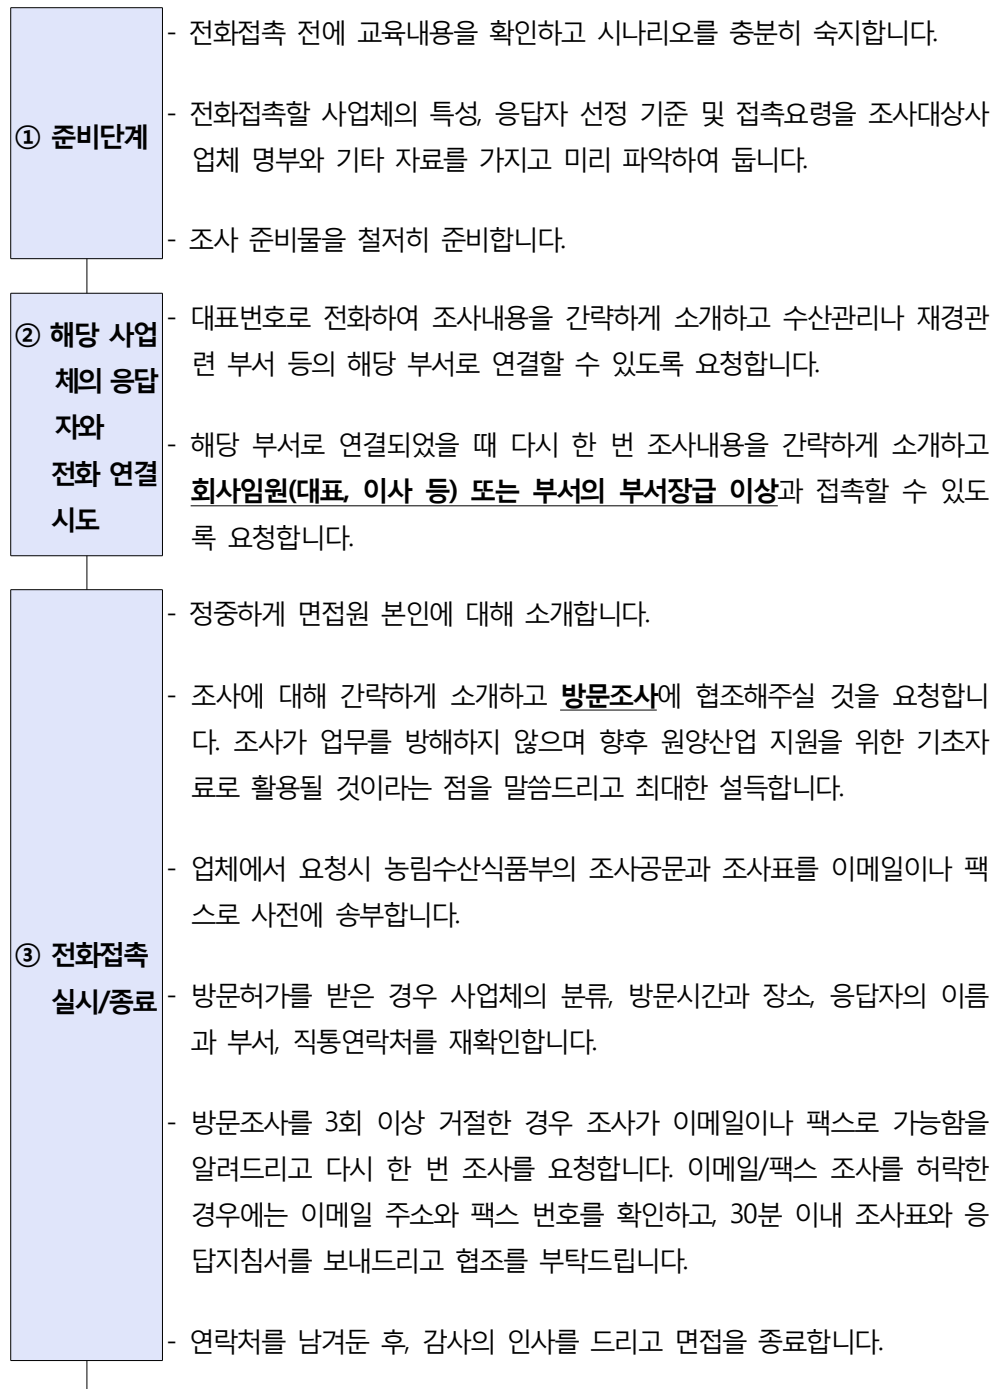 ① 준비단계
- 전화접촉 전에 교육내용을 확인하고 시나리오를 충분히 숙지합니다.
- 전화접촉할 사업체의 특성, 응답자 선정 기준 및 접촉요령을 조사대상사
업체 명부와 기타 자료를 가지고 미리 파악하여 둡니다.
- 조사 준비물을 철저히 준비합니다.
② 해당 사업
체의 응답
자와
전화 연결
시도
- 대표번호로 전화하여 조사내용을 간략하게 소개하고 수산관리나 재경관
련 부서 등의 해당 부서로 연결할 수 있도록 요청합니다.
- 해당 부서로 연결되었을 때 다시 한 번 조사내용을 간략하게 소개하고
회사임원(대표, 이사 등) 또는 부서의 부서장급 이상과 접촉할 수 있도
록 요청합니다.
③ 전화접촉
실시/종료
- 정중하게 면접원 본인에 대해 소개합니다.
- 조사에 대해 간략하게 소개하고 방문조사에 협조해주실 것을 요청합니
다. 조사가 업무를 방해하지 않으며 향후 원양산업 지원을 위한 기초자
료로 활용될 것이라는 점을 말씀드리고 최대한 설득합니다.
- 업체에서 요청시 농림수산식품부의 조사공문과 조사표를 이메일이나 팩
스로 사전에 송부합니다.
- 방문허가를 받은 경우 사업체의 분류, 방문시간과 장소, 응답자의 이름
과 부서, 직통연락처를 재확인합니다.
- 방문조사를 3회 이상 거절한 경우 조사가 이메일이나 팩스로 가능함을
알려드리고 다시 한 번 조사를 요청합니다. 이메일/팩스 조사를 허락한
경우에는 이메일 주소와 팩스 번호를 확인하고, 30분 이내 조사표와 응
답지침서를 보내드리고 협조를 부탁드립니다.
- 연락처를 남겨둔 후, 감사의 인사를 드리고 면접을 종료합니다.